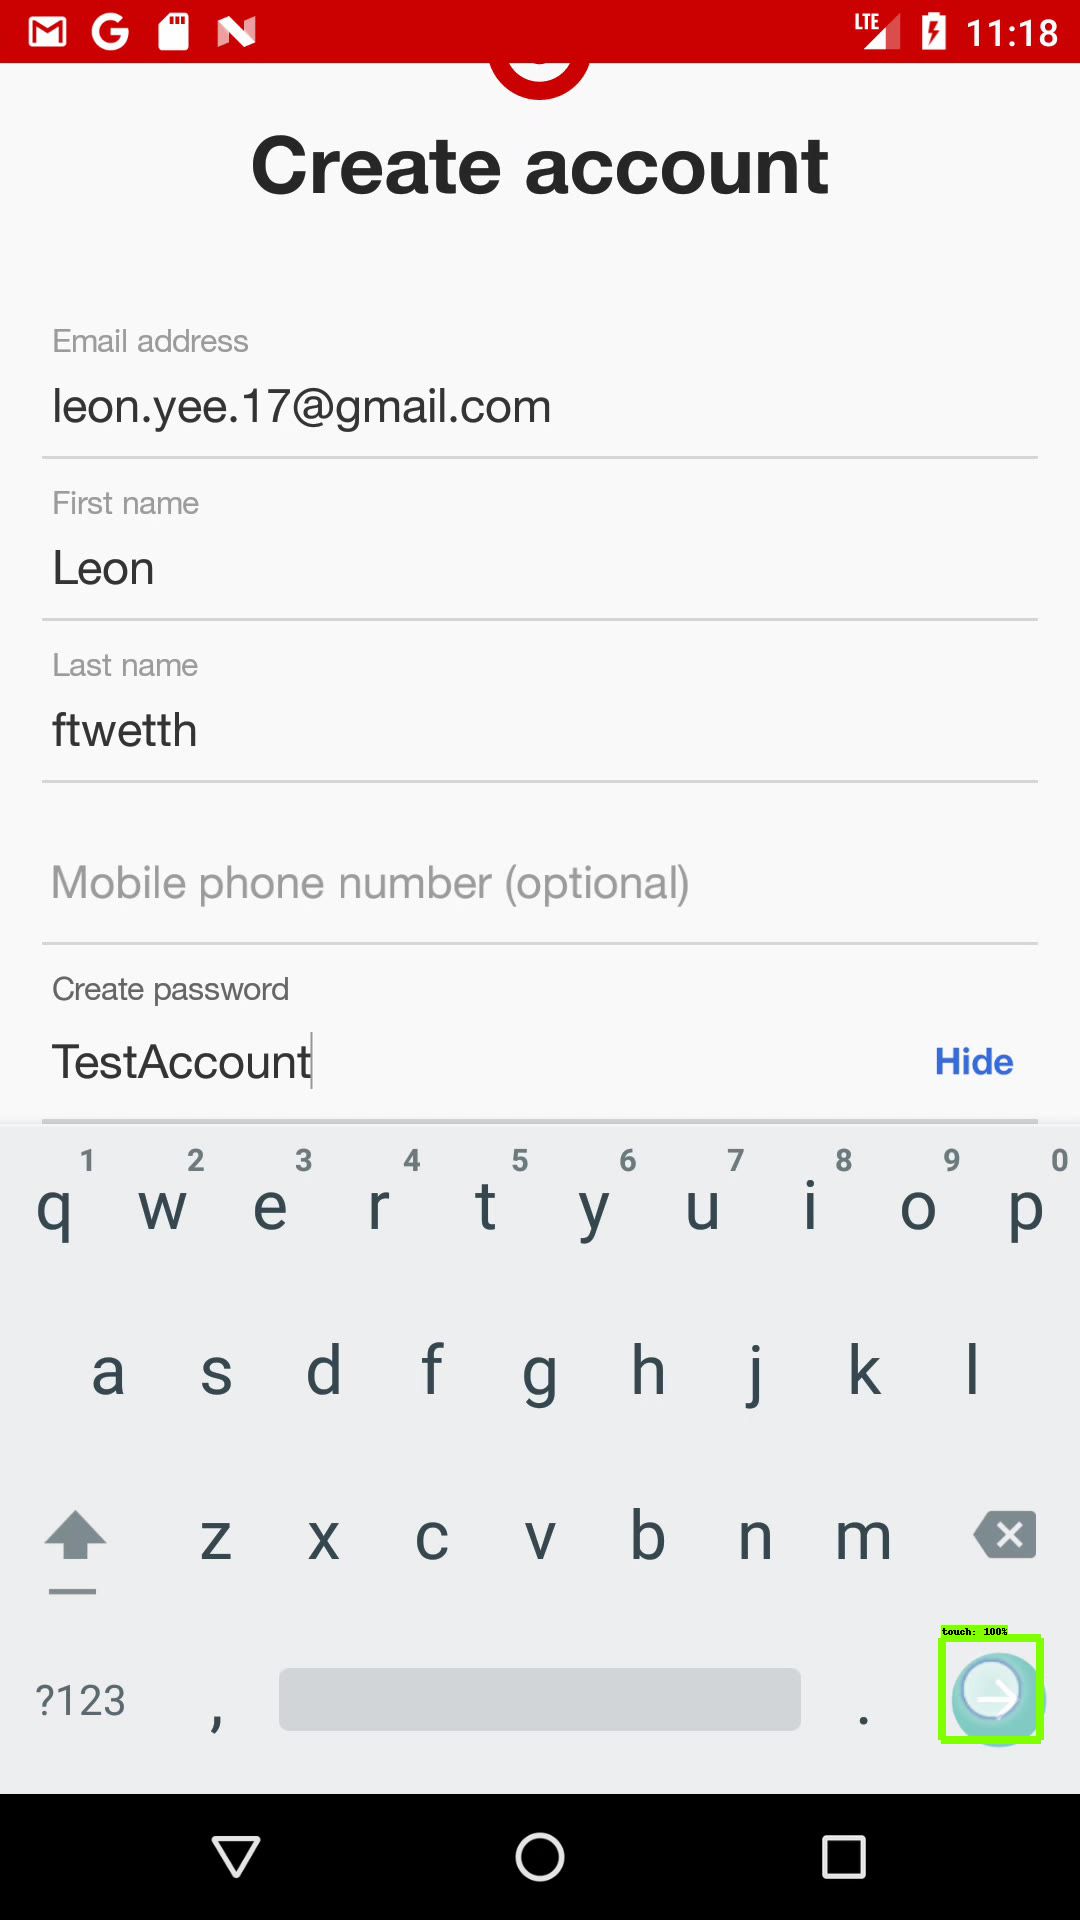 LTE 11:18
Create account
Email address
leon.yee.17@gmail.com
First name
Leon
Last name
ftwetth
Mobile phone number (optional)
Create password
TestAccount Hide
1 2 3 4 5 6 7 8 9 0
q w e r t y u i o p
a s d f g h j k l
z x c v b n m
touch: 100%
?123 , .